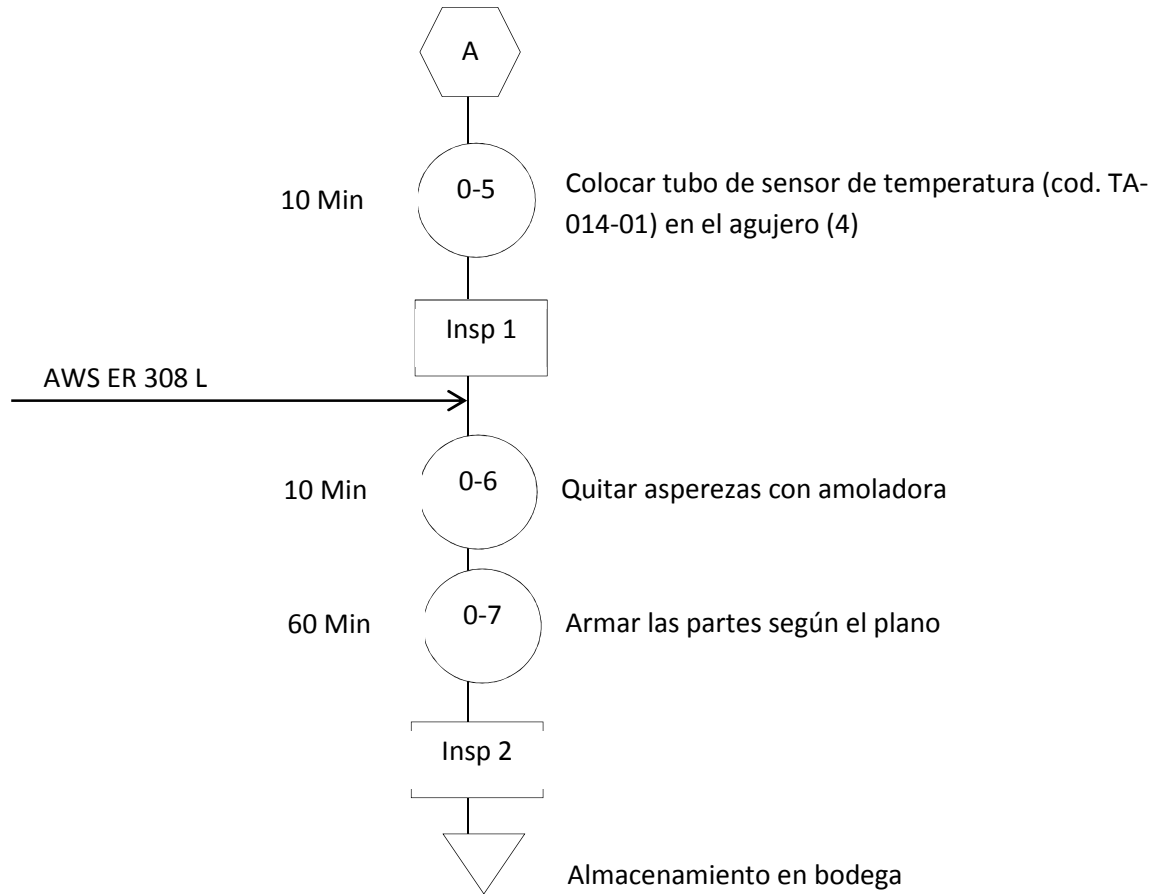 A
10 Min
0-5
Colocar tubo de sensor de temperatura (cod. TA-
014-01) en el agujero (4)
Insp 1
AWS ER 308 L
10 Min
0-6
Quitar asperezas con amoladora
60 Min
0-7
Armar las partes según el plano
Insp 2
Almacenamiento en bodega